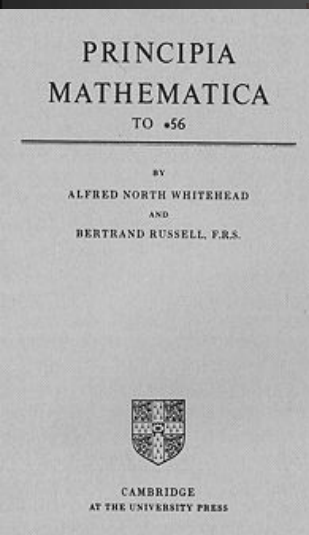 PRINCIPIA
MATHEMATICA
TO *56
BY
ALFRED NORTH WHITEHEAD
AND
BERTRAND RUSSELL, F.R.S.
CAMBRIDGE
AT THE UNIVERSITY PRESS